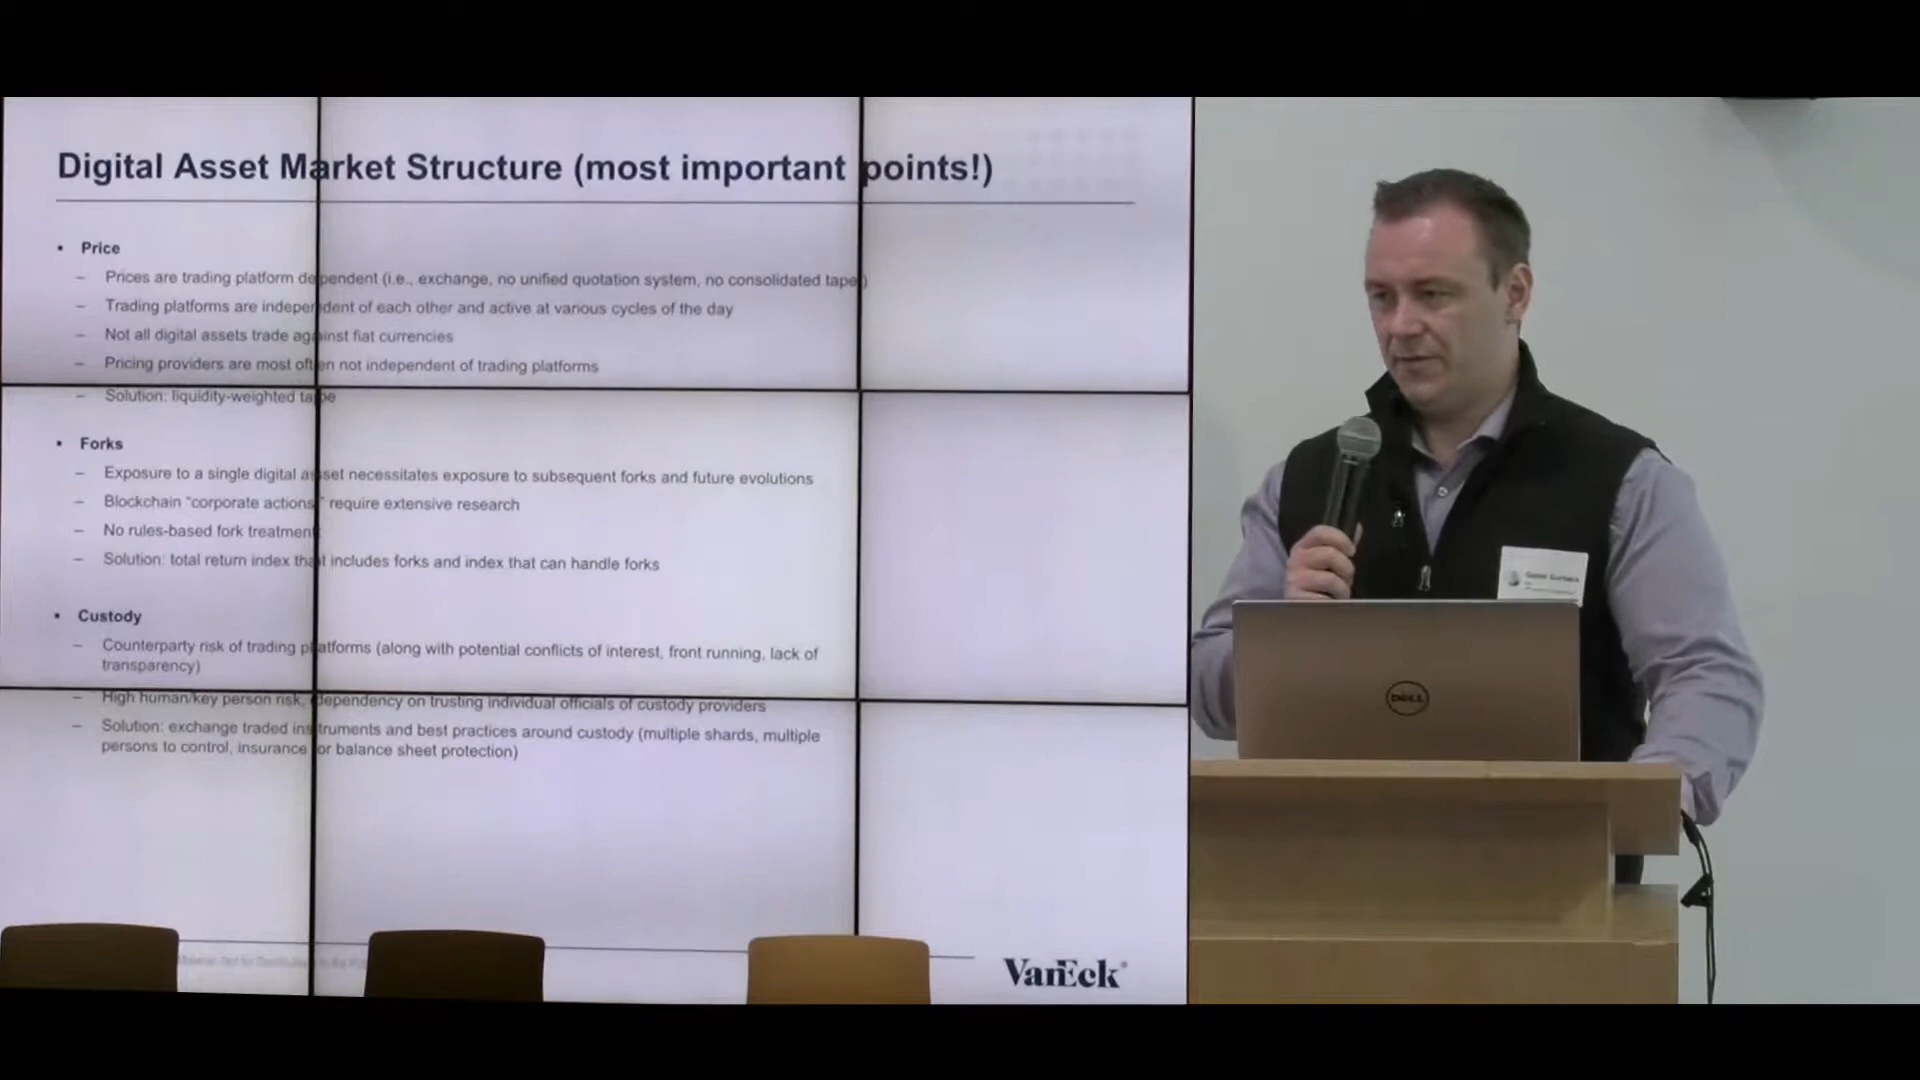 Digital Asset Market Structure (most important points!)
• Price
– Prices are trading platform dependent (i.e., exchange, no unified quotation system, no consolidated tape)
– Trading platforms are independent of each other and active at various cycles of the day
– Not all digital assets trade against fiat currencies
– Pricing providers are most often not independent of trading platforms
– Solution: liquidity-weighted tape
• Forks
– Exposure to a single digital asset necessitates exposure to subsequent forks and future evolutions
– Blockchain “corporate actions” require extensive research
– No rules-based fork treatment
– Solution: total return index that includes forks and index that can handle forks
• Custody
– Counterparty risk of trading platforms (along with potential conflicts of interest, front running, lack of
transparency)
– High human/key person risk, dependency on trusting individual officials of custody providers
– Solution: exchange traded instruments and best practices around custody (multiple shards, multiple
persons to control, insurance or balance sheet protection)
VanEck®
DELL